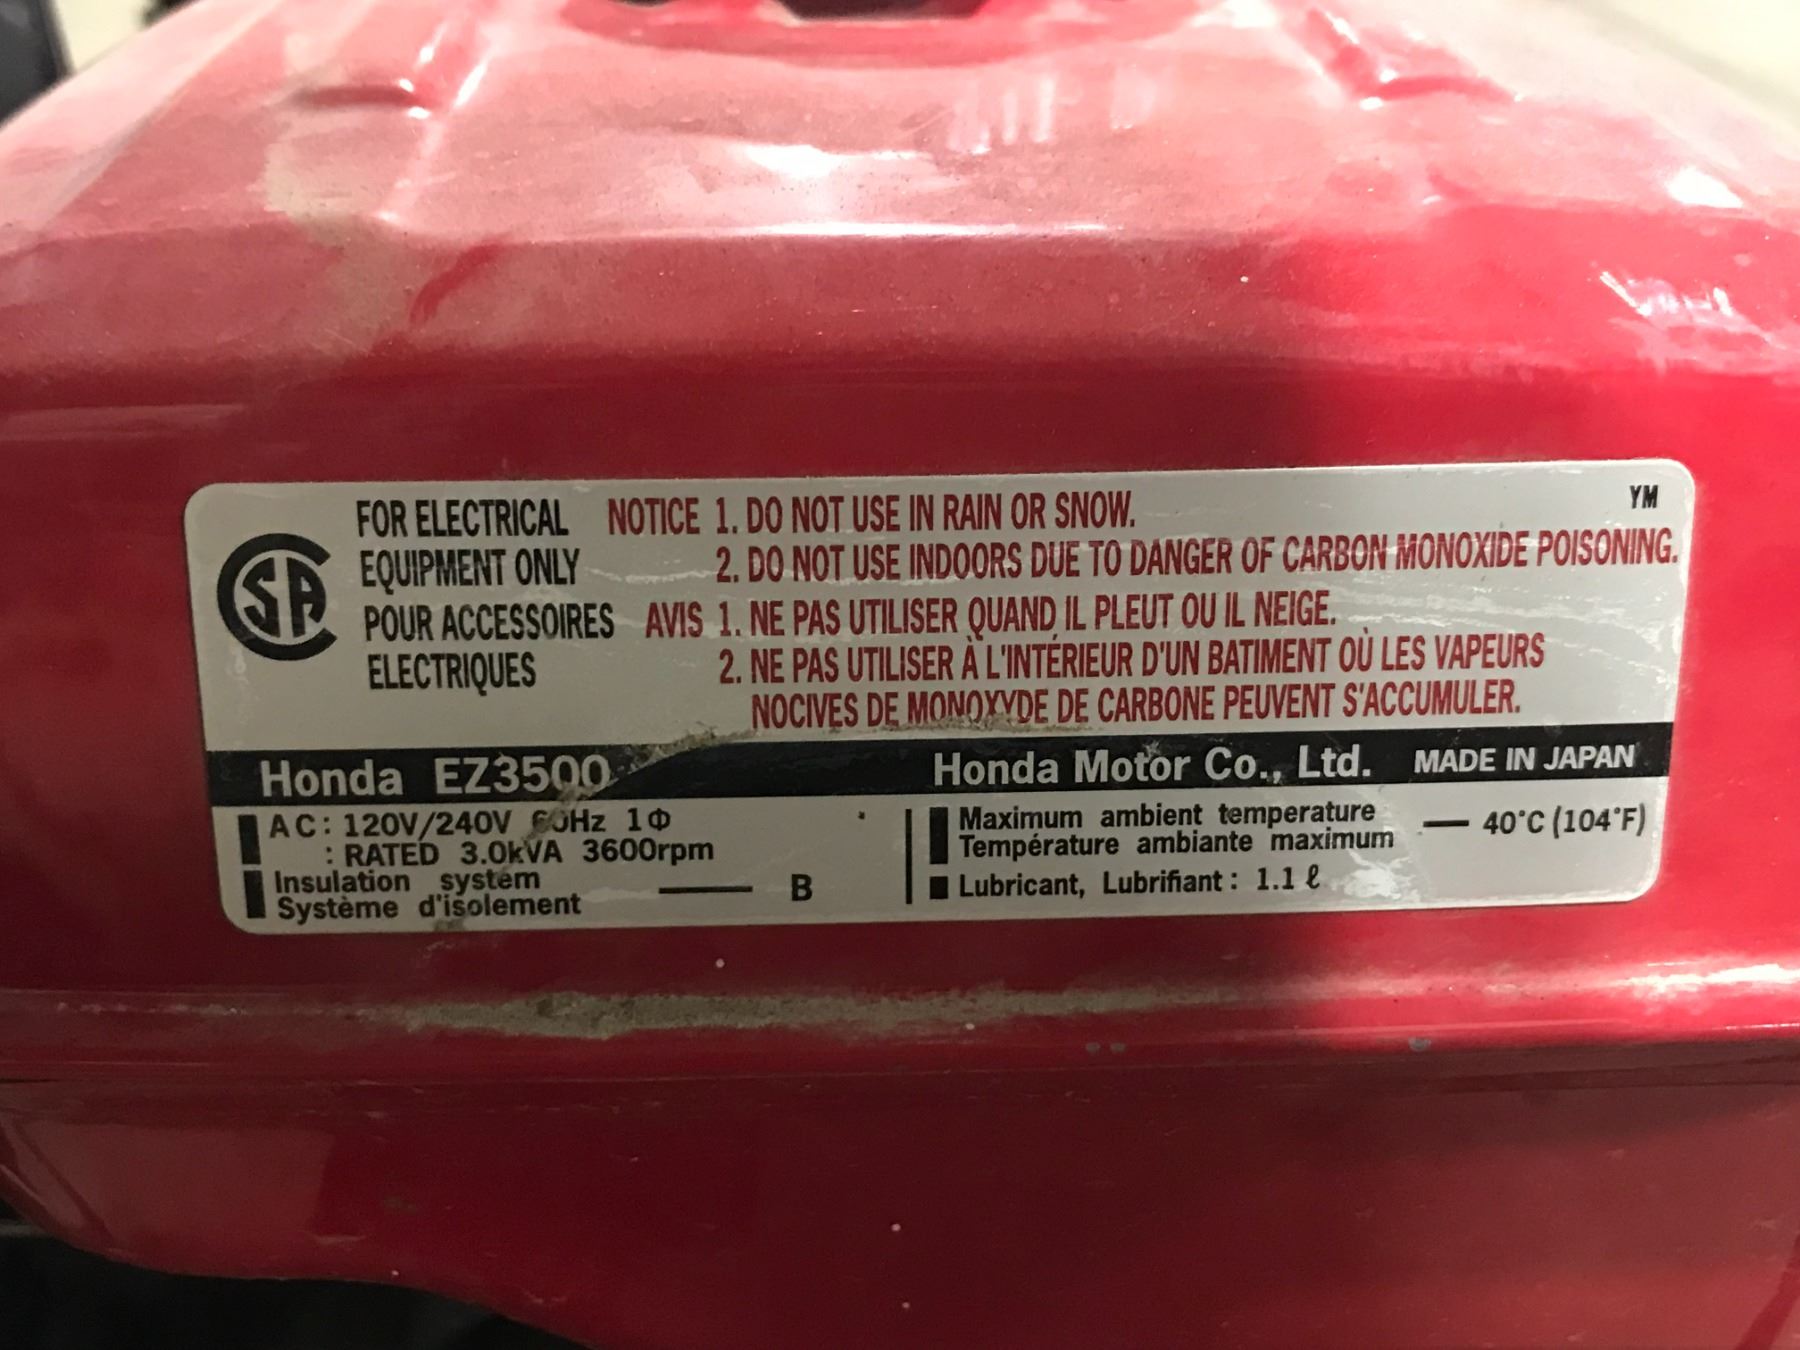 FOR ELECTRICAL
EQUIPMENT ONLY
POUR ACCESSOIRES
ELECTRIQUES
NOTICE 1. DO NOT USE IN RAIN OR SNOW.
2. DO NOT USE INDOORS DUE TO DANGER OF CARBON MONOXIDE POISONING.
AVIS 1. NE PAS UTILISER QUAND IL PLEUT OU IL NEIGE.
2. NE PAS UTILISER À L'INTÉRIEUR D'UN BATIMENT OÙ LES VAPEURS
NOCIVES DE MONOXYDE DE CARBONE PEUVENT S'ACCUMULER.
YM
Honda EZ3500
Honda Motor Co., Ltd. MADE IN JAPAN
AC: 120V/240V 60Hz 1Φ
: RATED 3.0kVA 3600rpm
Insulation system
Système d'isolement — B
Maximum ambient temperature
Température ambiante maximum — 40°C (104°F)
Lubricant, Lubrifiant : 1.1 ℓ